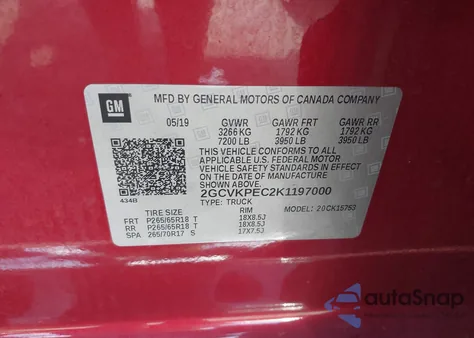 GM
MFD BY GENERAL MOTORS OF CANADA COMPANY
05/19 GVWR GAWR FRT GAWR RR
3266 KG 1792 KG 1792 KG
7200 LB 3950 LB 3950 LB
THIS VEHICLE CONFORMS TO ALL
APPLICABLE U.S. FEDERAL MOTOR
VEHICLE SAFETY STANDARDS IN EFFECT
ON THE DATE OF MANUFACTURE
SHOWN ABOVE.
2GCVKPEC2K1197000
434B
TYPE: TRUCK
TIRE SIZE RIM MODEL: 20CK15753
FRT P265/65R18 T 18X8.5J
RR P265/65R18 T 18X8.5J
SPA 265/70R17 S 17X7.5J
autoSnap